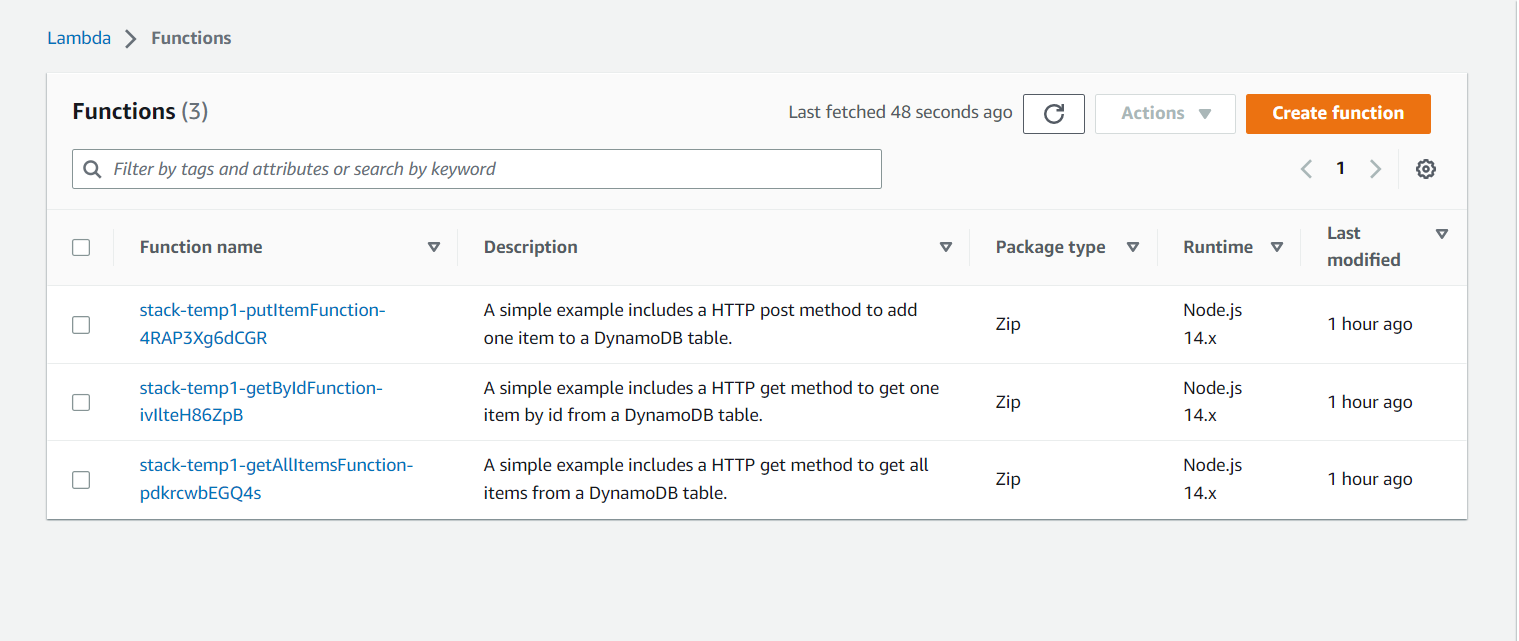 Lambda > Functions
Functions (3)
Last fetched 48 seconds ago
Actions
Create function
Filter by tags and attributes or search by keyword
1
Function name
Description
Package type
Runtime
Last
modified
stack-temp1-putItemFunction-
4RAP3Xg6dCGR
A simple example includes a HTTP post method to add
one item to a DynamoDB table.
Zip
Node.js
14.x
1 hour ago
stack-temp1-getByIdFunction-
ivIlteH86ZpB
A simple example includes a HTTP get method to get one
item by id from a DynamoDB table.
Zip
Node.js
14.x
1 hour ago
stack-temp1-getAllItemsFunction-
pdkrcwbEGQ4s
A simple example includes a HTTP get method to get all
items from a DynamoDB table.
Zip
Node.js
14.x
1 hour ago